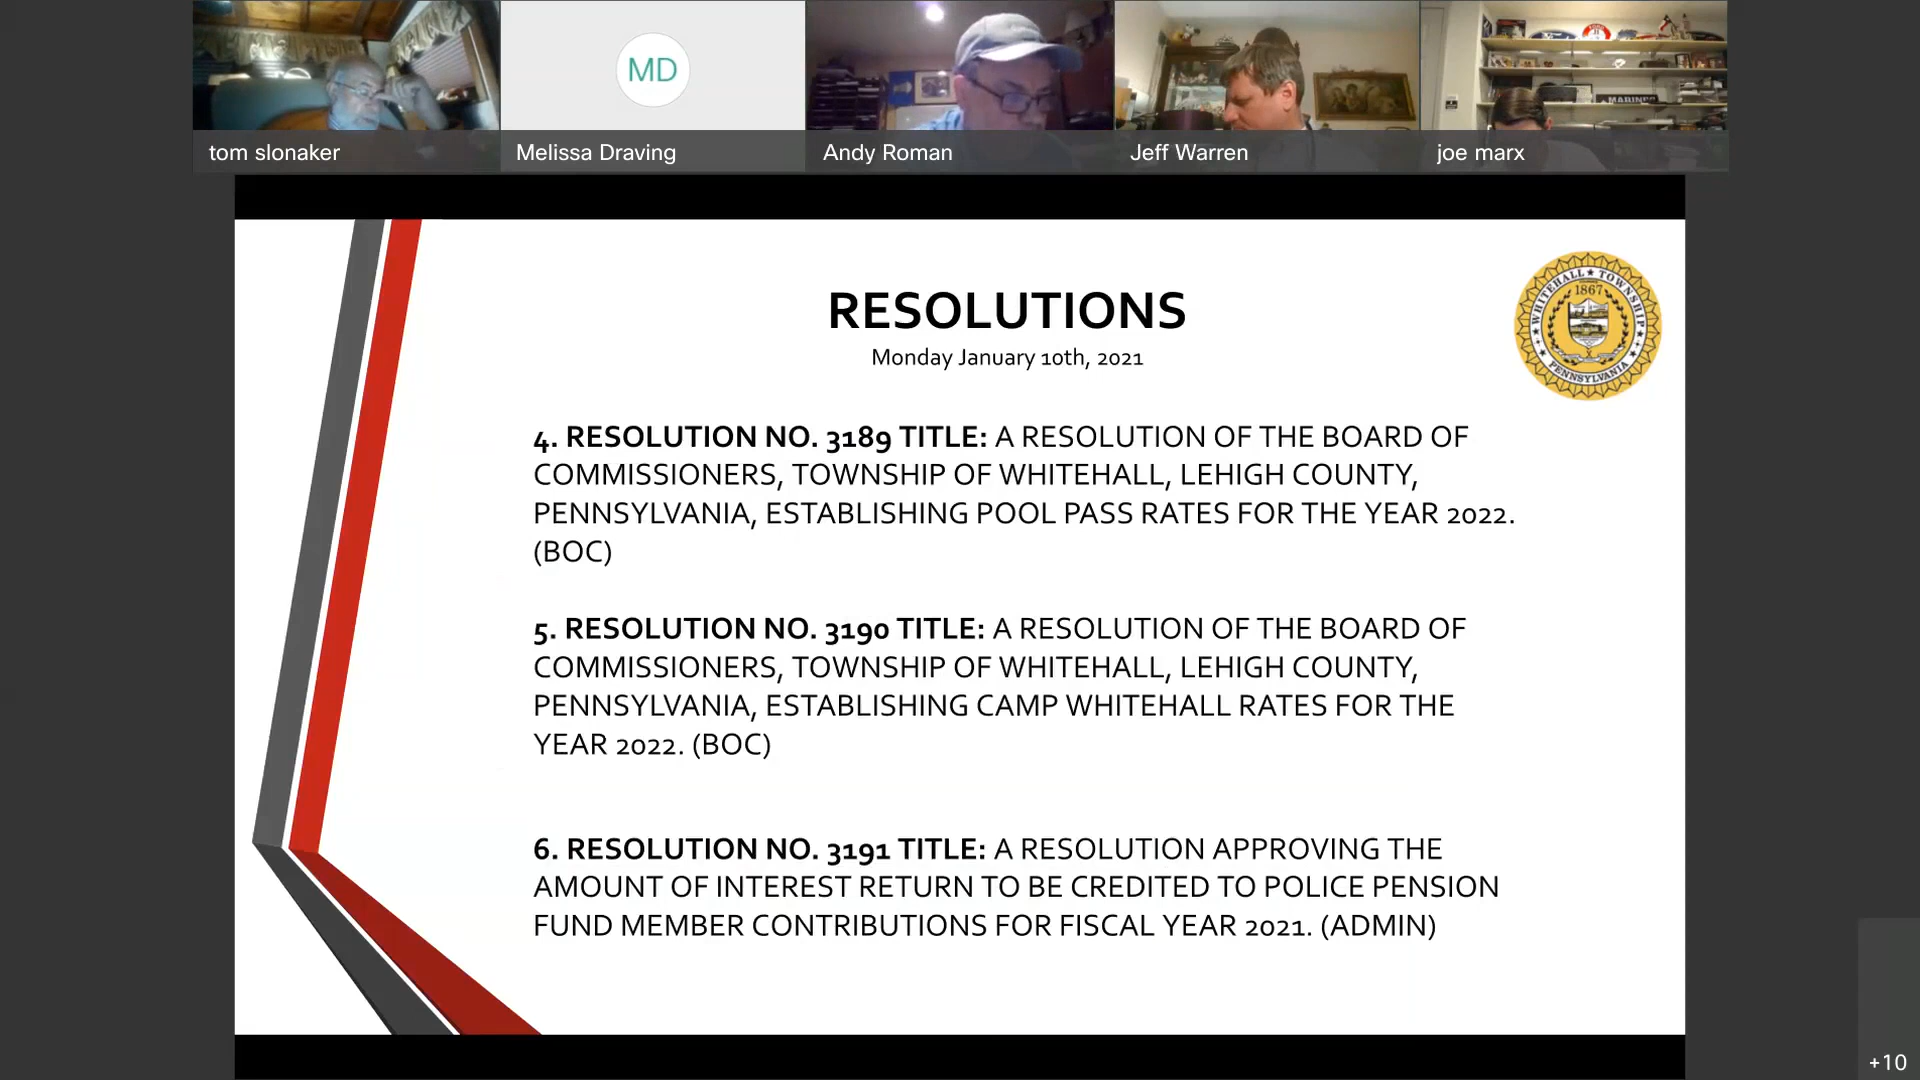 tom slonaker
MD
Melissa Draving
Andy Roman
Jeff Warren
joe marx
MARINES
RESOLUTIONS
Monday January 10th, 2021
WHITEHALL ★ TOWNSHIP
1867
PENNSYLVANIA
4. RESOLUTION NO. 3189 TITLE: A RESOLUTION OF THE BOARD OF
COMMISSIONERS, TOWNSHIP OF WHITEHALL, LEHIGH COUNTY,
PENNSYLVANIA, ESTABLISHING POOL PASS RATES FOR THE YEAR 2022.
(BOC)
5. RESOLUTION NO. 3190 TITLE: A RESOLUTION OF THE BOARD OF
COMMISSIONERS, TOWNSHIP OF WHITEHALL, LEHIGH COUNTY,
PENNSYLVANIA, ESTABLISHING CAMP WHITEHALL RATES FOR THE
YEAR 2022. (BOC)
6. RESOLUTION NO. 3191 TITLE: A RESOLUTION APPROVING THE
AMOUNT OF INTEREST RETURN TO BE CREDITED TO POLICE PENSION
FUND MEMBER CONTRIBUTIONS FOR FISCAL YEAR 2021. (ADMIN)
+10